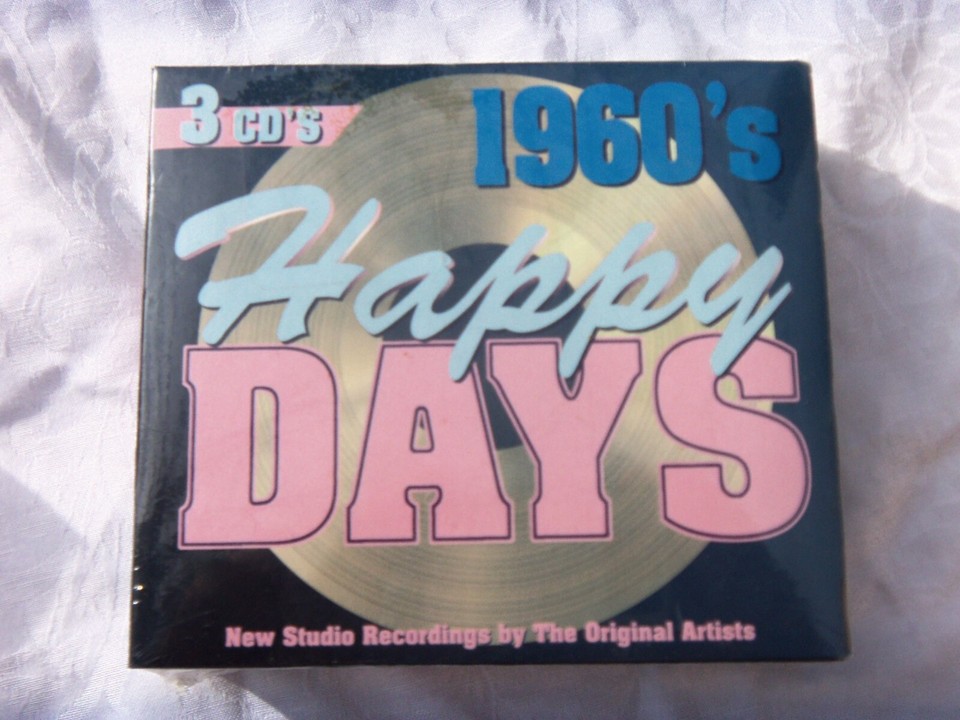 3 CD'S
1960's
Happy
DAYS
New Studio Recordings by The Original Artists